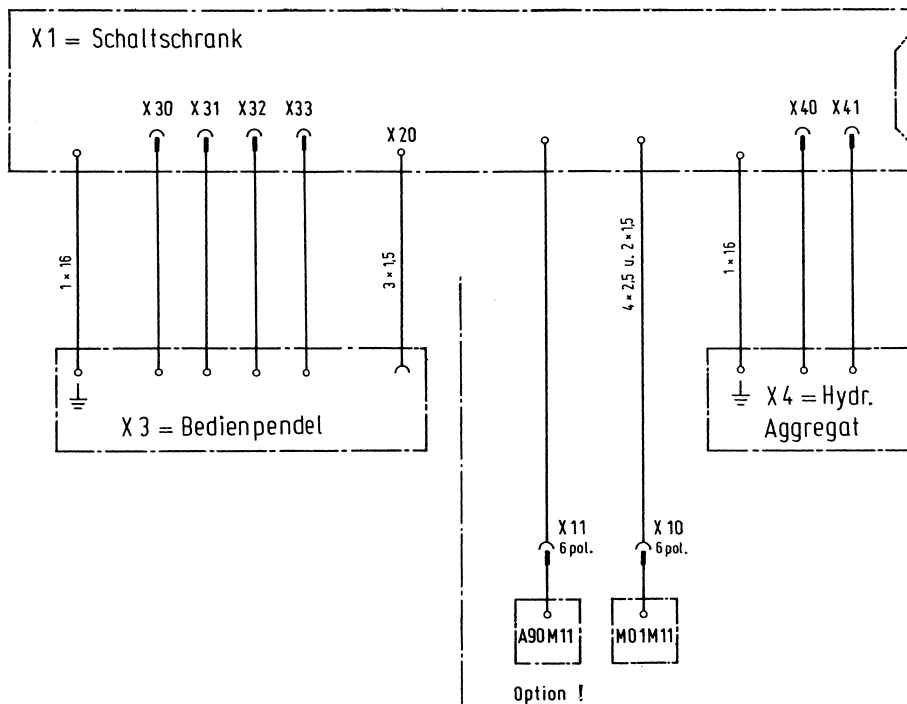 X1 = Schaltschrank
X30 X31 X32 X33
X20
X40 X41
1 × 16
3 × 1,5
4 × 2,5 u. 2 × 1,5
1 × 16
X3 = Bedienpendel
X4 = Hydr.
Aggregat
X11
6 pol.
X10
6 pol.
A90M11
M01M11
Option !